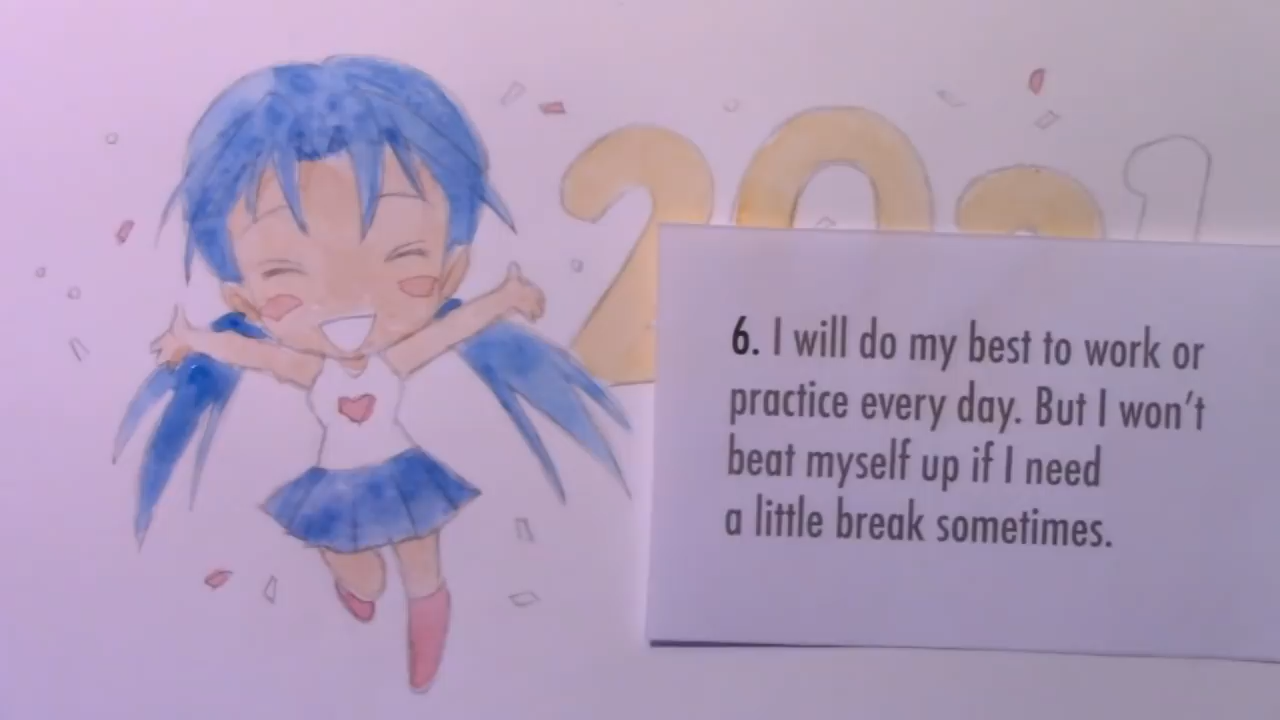 2021
6. I will do my best to work or
practice every day. But I won't
beat myself up if I need
a little break sometimes.